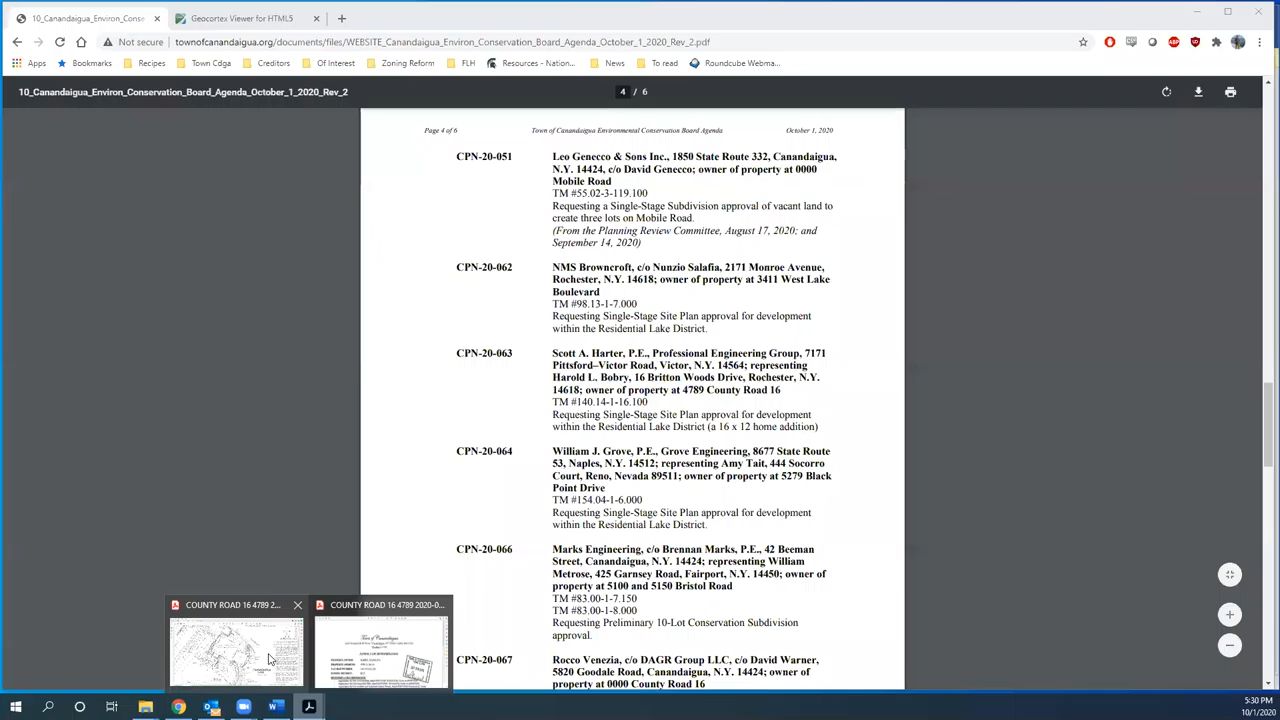 10_Canandaigua_Environ_Conse
Geocortex Viewer for HTML5
Not secure
townofcanandaigua.org/documents/files/WEBSITE_Canandaigua_Environ_Conservation_Board_Agenda_October_1_2020_Rev_2.pdf
Apps Bookmarks Recipes Town Cdga Creditors Of Interest Zoning Reform FLH Resources - Nation... News To read Roundcube Webma...
10_Canandaigua_Environ_Conservation_Board_Agenda_October_1_2020_Rev_2
4 / 6
Page 4 of 6 Town of Canandaigua Environmental Conservation Board Agenda October 1, 2020
CPN-20-051 Leo Genecco & Sons Inc., 1850 State Route 332, Canandaigua,
N.Y. 14424, c/o David Genecco; owner of property at 0000
Mobile Road
TM #55.02-3-119.100
Requesting a Single-Stage Subdivision approval of vacant land to
create three lots on Mobile Road.
(From the Planning Review Committee, August 17, 2020; and
September 14, 2020)
CPN-20-062 NMS Browncroft, c/o Nunzio Salafia, 2171 Monroe Avenue,
Rochester, N.Y. 14618; owner of property at 3411 West Lake
Boulevard
TM #98.13-1-7.000
Requesting Single-Stage Site Plan approval for development
within the Residential Lake District.
CPN-20-063 Scott A. Harter, P.E., Professional Engineering Group, 7171
Pittsford–Victor Road, Victor, N.Y. 14564; representing
Harold L. Bobry, 16 Britton Woods Drive, Rochester, N.Y.
14618; owner of property at 4789 County Road 16
TM #140.14-1-16.100
Requesting Single-Stage Site Plan approval for development
within the Residential Lake District (a 16 x 12 home addition)
CPN-20-064 William J. Grove, P.E., Grove Engineering, 8677 State Route
53, Naples, N.Y. 14512; representing Amy Tait, 444 Socorro
Court, Reno, Nevada 89511; owner of property at 5279 Black
Point Drive
TM #154.04-1-6.000
Requesting Single-Stage Site Plan approval for development
within the Residential Lake District.
CPN-20-066 Marks Engineering, c/o Brennan Marks, P.E., 42 Beeman
Street, Canandaigua, N.Y. 14424; representing William
Metrose, 425 Garnsey Road, Fairport, N.Y. 14450; owner of
property at 5100 and 5150 Bristol Road
TM #83.00-1-7.150
TM #83.00-1-8.000
Requesting Preliminary 10-Lot Conservation Subdivision
approval.
CPN-20-067 Rocco Venezia, c/o DAGR Group LLC, c/o David Warner,
5820 Goodale Road, Canandaigua, N.Y. 14424; owner of
property at 0000 County Road 16
COUNTY ROAD 16 4789 2...
COUNTY ROAD 16 4789 2020-0...
Town of Canandaigua
5:30 PM
10/1/2020